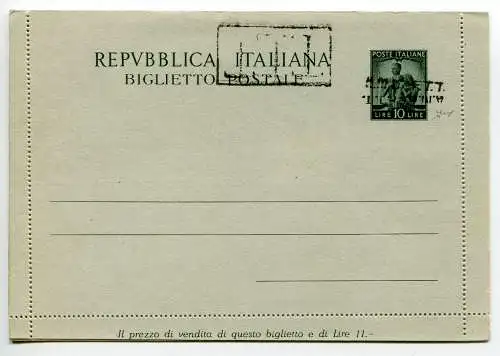 REPVBBLICA ITALIANA
BIGLIETTO POSTALE
POSTE ITALIANE
LIRE 10 LIRE
Il prezzo di vendita di questo biglietto e di Lire 11.-